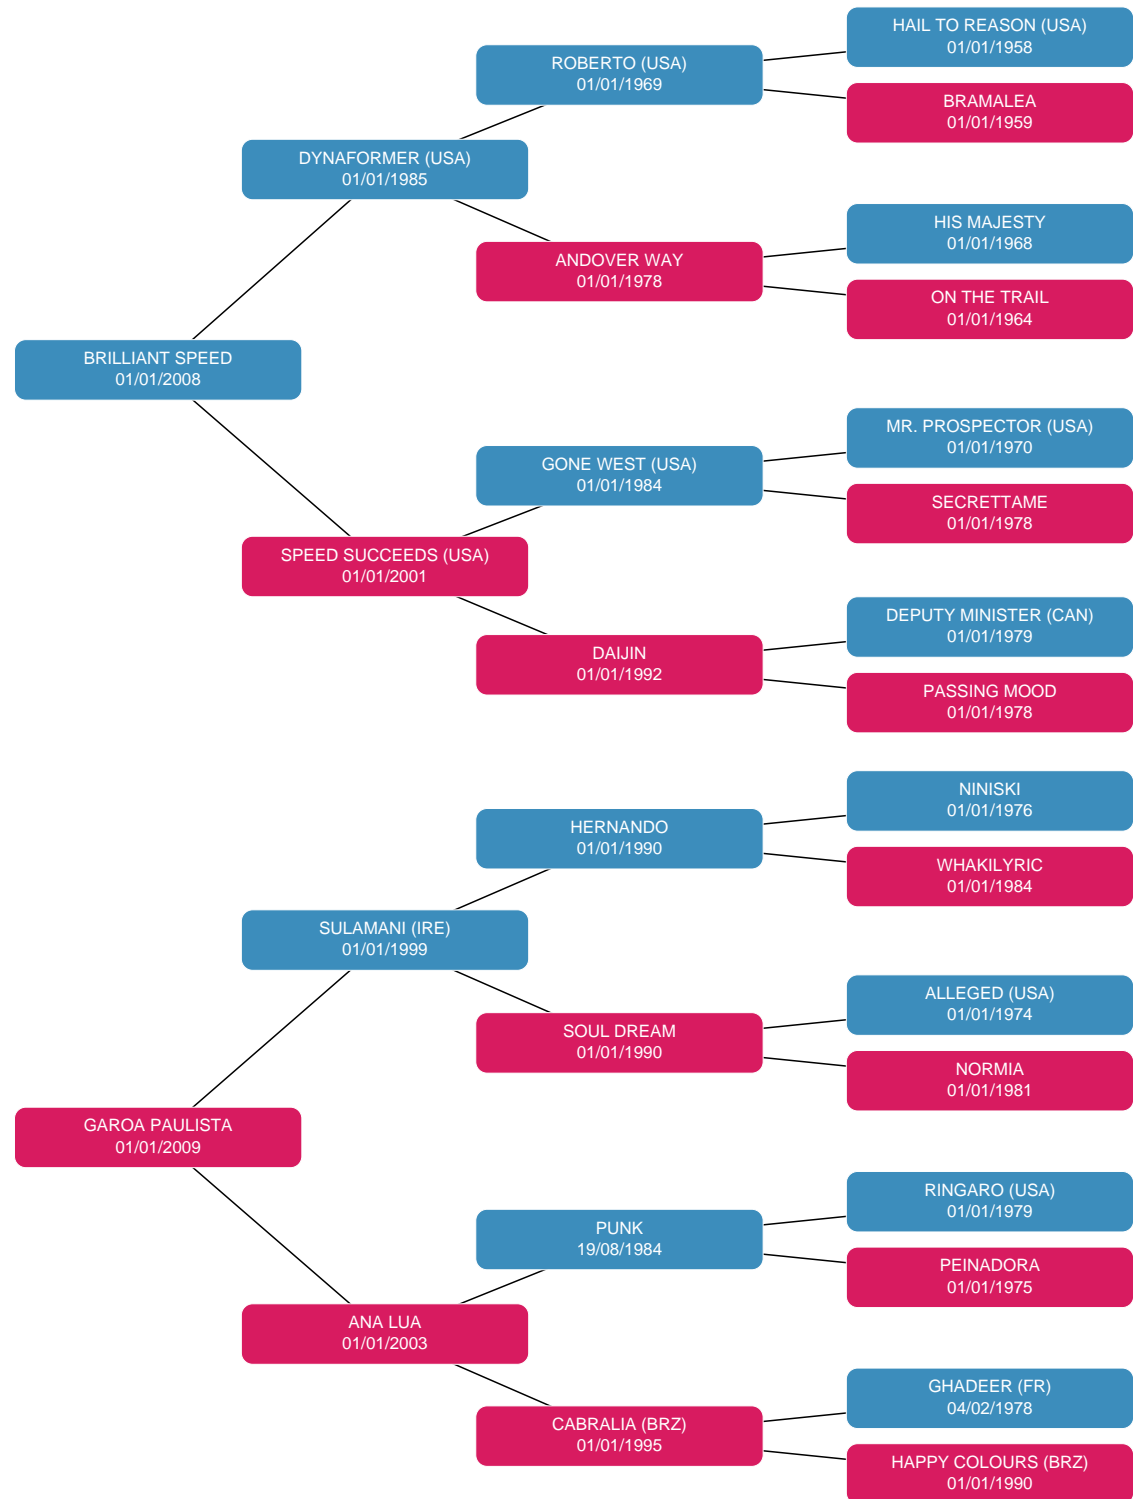 HAIL TO REASON (USA)
01/01/1958
ROBERTO (USA)
01/01/1969
BRAMALEA
01/01/1959
DYNAFORMER (USA)
01/01/1985
HIS MAJESTY
01/01/1968
ANDOVER WAY
01/01/1978
ON THE TRAIL
01/01/1964
BRILLIANT SPEED
01/01/2008
MR. PROSPECTOR (USA)
01/01/1970
GONE WEST (USA)
01/01/1984
SECRETTAME
01/01/1978
SPEED SUCCEEDS (USA)
01/01/2001
DEPUTY MINISTER (CAN)
01/01/1979
DAIJIN
01/01/1992
PASSING MOOD
01/01/1978
NINISKI
01/01/1976
HERNANDO
01/01/1990
WHAKILYRIC
01/01/1984
SULAMANI (IRE)
01/01/1999
ALLEGED (USA)
01/01/1974
SOUL DREAM
01/01/1990
NORMIA
01/01/1981
GAROA PAULISTA
01/01/2009
RINGARO (USA)
01/01/1979
PUNK
19/08/1984
PEINADORA
01/01/1975
ANA LUA
01/01/2003
GHADEER (FR)
04/02/1978
CABRALIA (BRZ)
01/01/1995
HAPPY COLOURS (BRZ)
01/01/1990